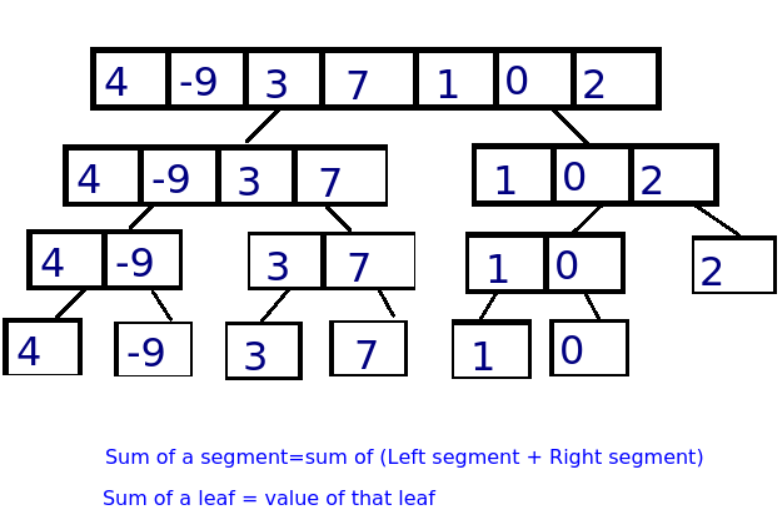 4 -9 3 7 1 0 2
4 -9 3 7 1 0 2
4 -9 3 7 1 0 2
4 -9 3 7 1 0
Sum of a segment=sum of (Left segment + Right segment)
Sum of a leaf = value of that leaf